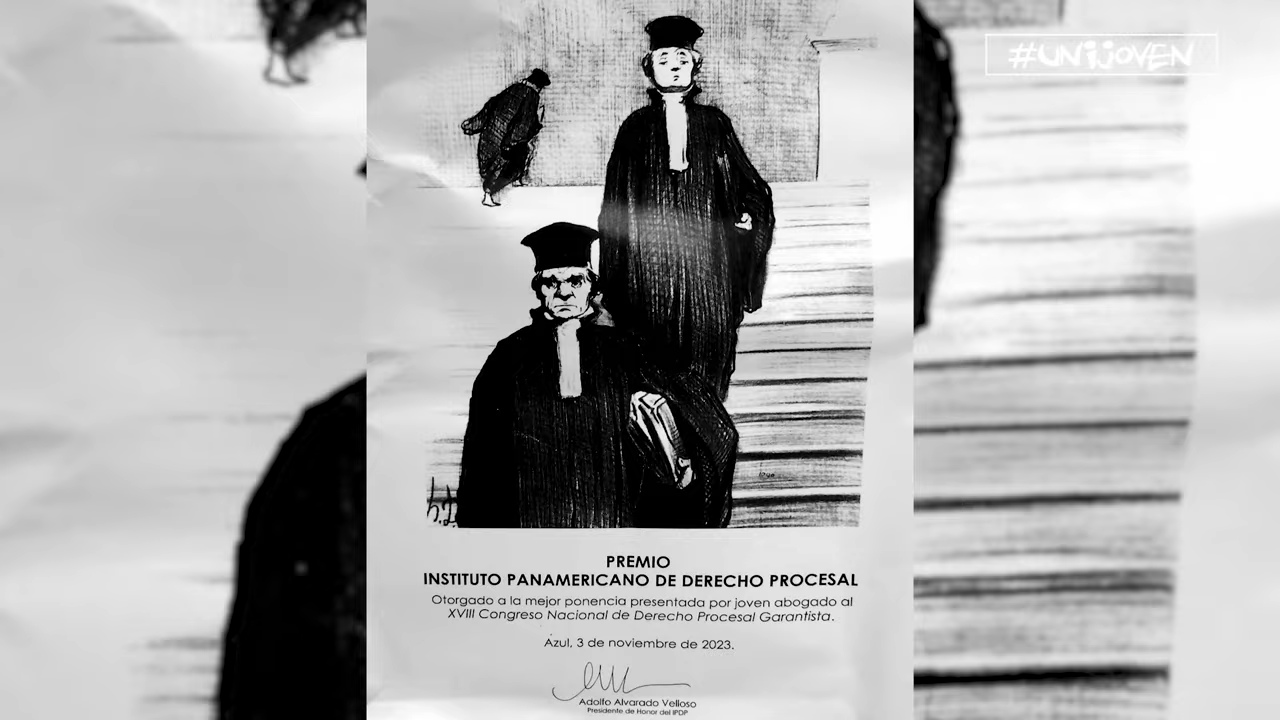 #UNIJOVEN
h.D.
PREMIO
INSTITUTO PANAMERICANO DE DERECHO PROCESAL
Otorgado a la mejor ponencia presentada por joven abogado al
XVIII Congreso Nacional de Derecho Procesal Garantista.
Azul, 3 de noviembre de 2023.
Adolfo Alvarado Velloso
Presidente de Honor del IPDP